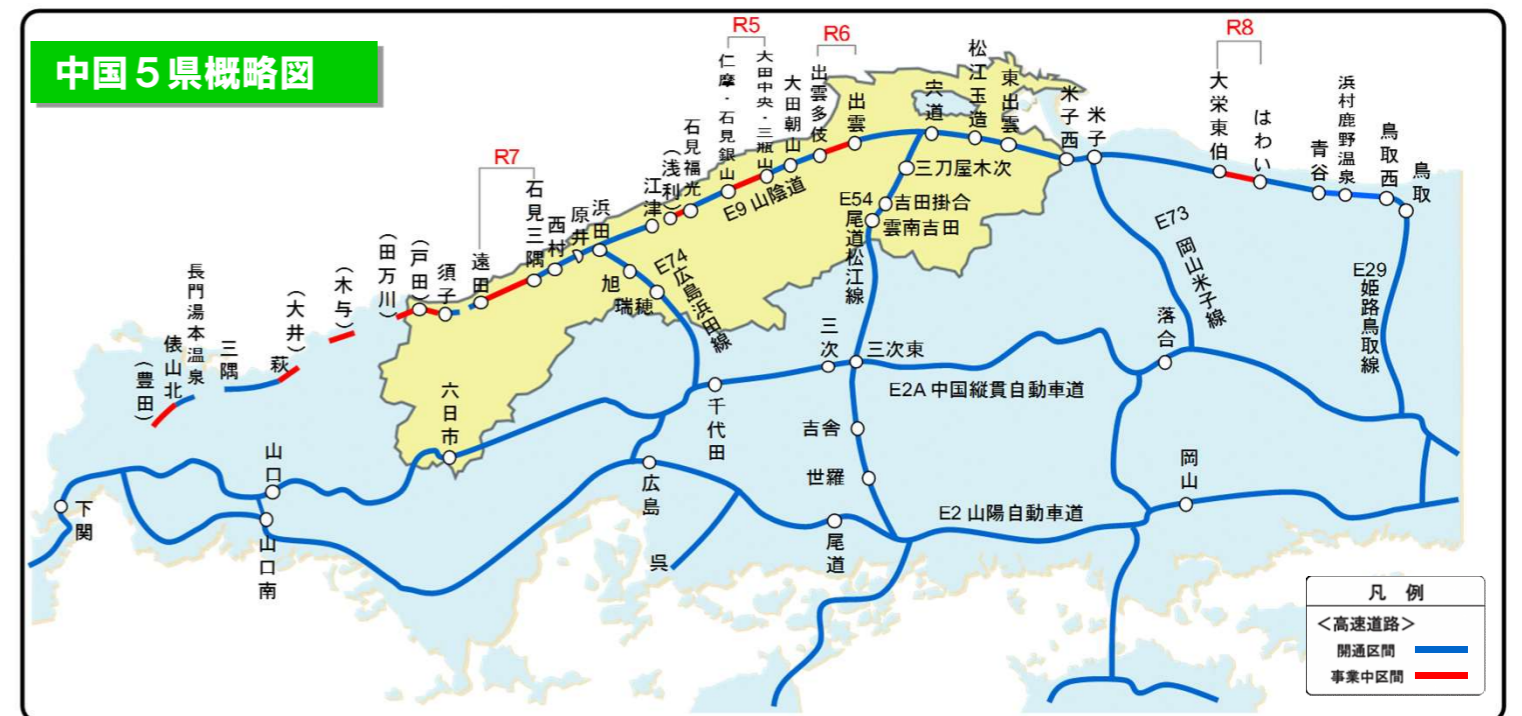 中国５県概略図
R5
R6
R7
R8
（豊田）
俵山北
長門湯本温泉
三隅
萩
（大井）
（木与）
（田万川）
（戸田）
須子
遠田
石見三隅
西村
原井
浜田
江津
（浅利）
石見福光
仁摩・石見銀山
大田中央・三瓶山
大田朝山
出雲多伎
出雲
宍道
松江玉造
東出雲
米子西
米子
大栄東伯
はわい
青谷
浜村鹿野温泉
鳥取西
鳥取
E9 山陰道
三刀屋木次
吉田掛合
雲南吉田
E54
尾道松江線
E74
広島浜田線
旭
瑞穂
E73
岡山米子線
E29
姫路鳥取線
三次
三次東
落合
E2A 中国縦貫自動車道
六日市
千代田
吉舎
世羅
山口
山口南
下関
広島
呉
尾道
岡山
E2 山陽自動車道
凡　例
＜高速道路＞
開通区間
事業中区間